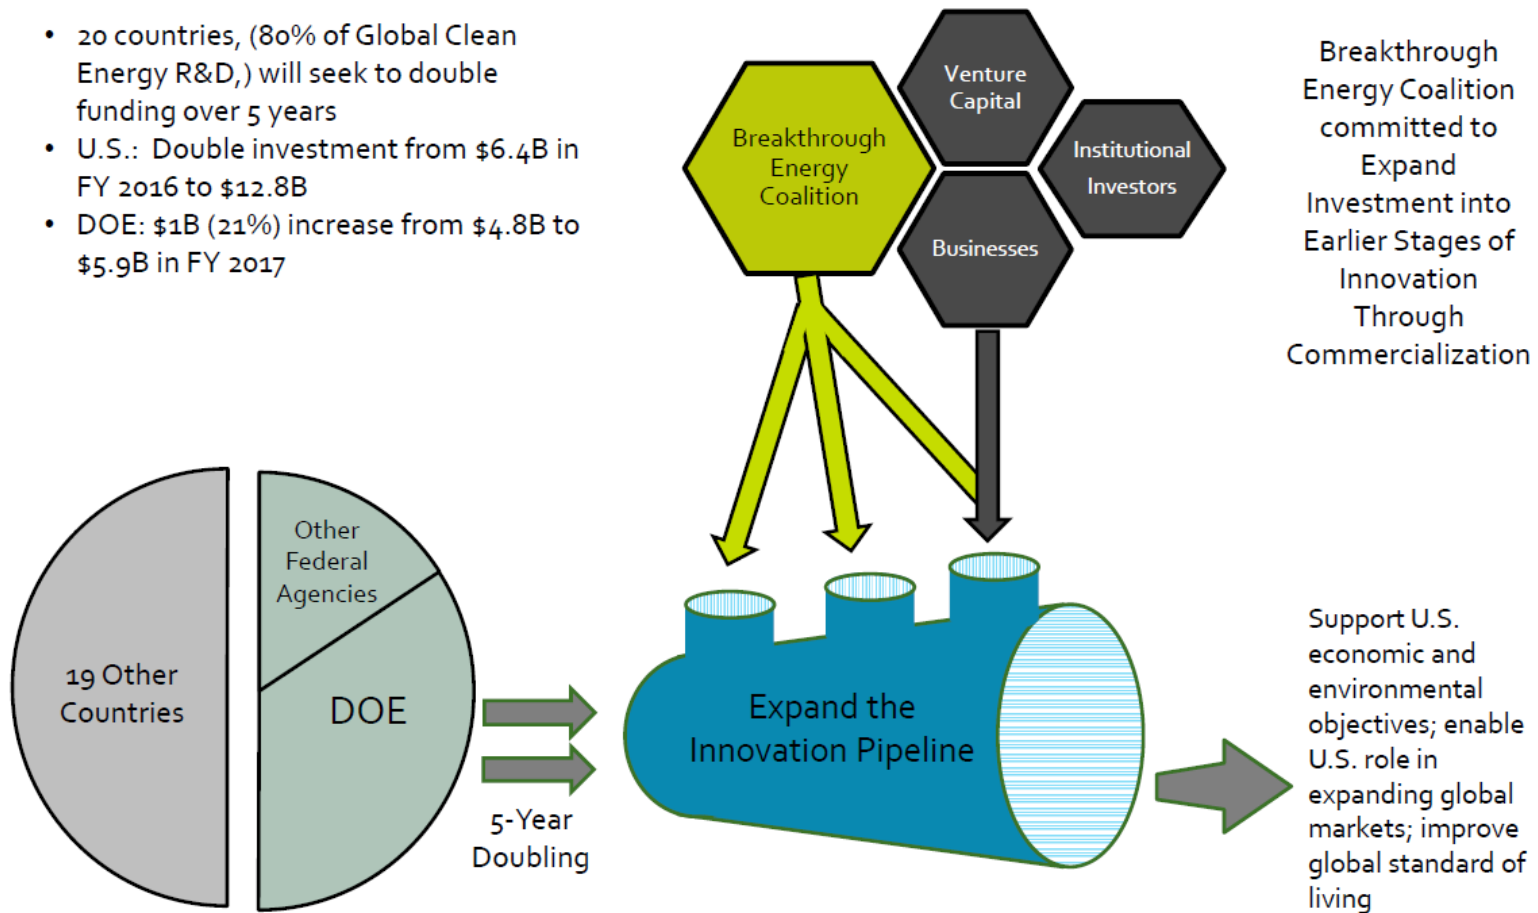 • 20 countries, (80% of Global Clean
Energy R&D,) will seek to double
funding over 5 years
• U.S.: Double investment from $6.4B in
FY 2016 to $12.8B
• DOE: $1B (21%) increase from $4.8B to
$5.9B in FY 2017
Breakthrough
Energy
Coalition
Venture
Capital
Institutional
Investors
Businesses
Breakthrough
Energy Coalition
committed to
Expand
Investment into
Earlier Stages of
Innovation
Through
Commercialization
19 Other
Countries
Other
Federal
Agencies
DOE
5-Year
Doubling
Expand the
Innovation Pipeline
Support U.S.
economic and
environmental
objectives; enable
U.S. role in
expanding global
markets; improve
global standard of
living